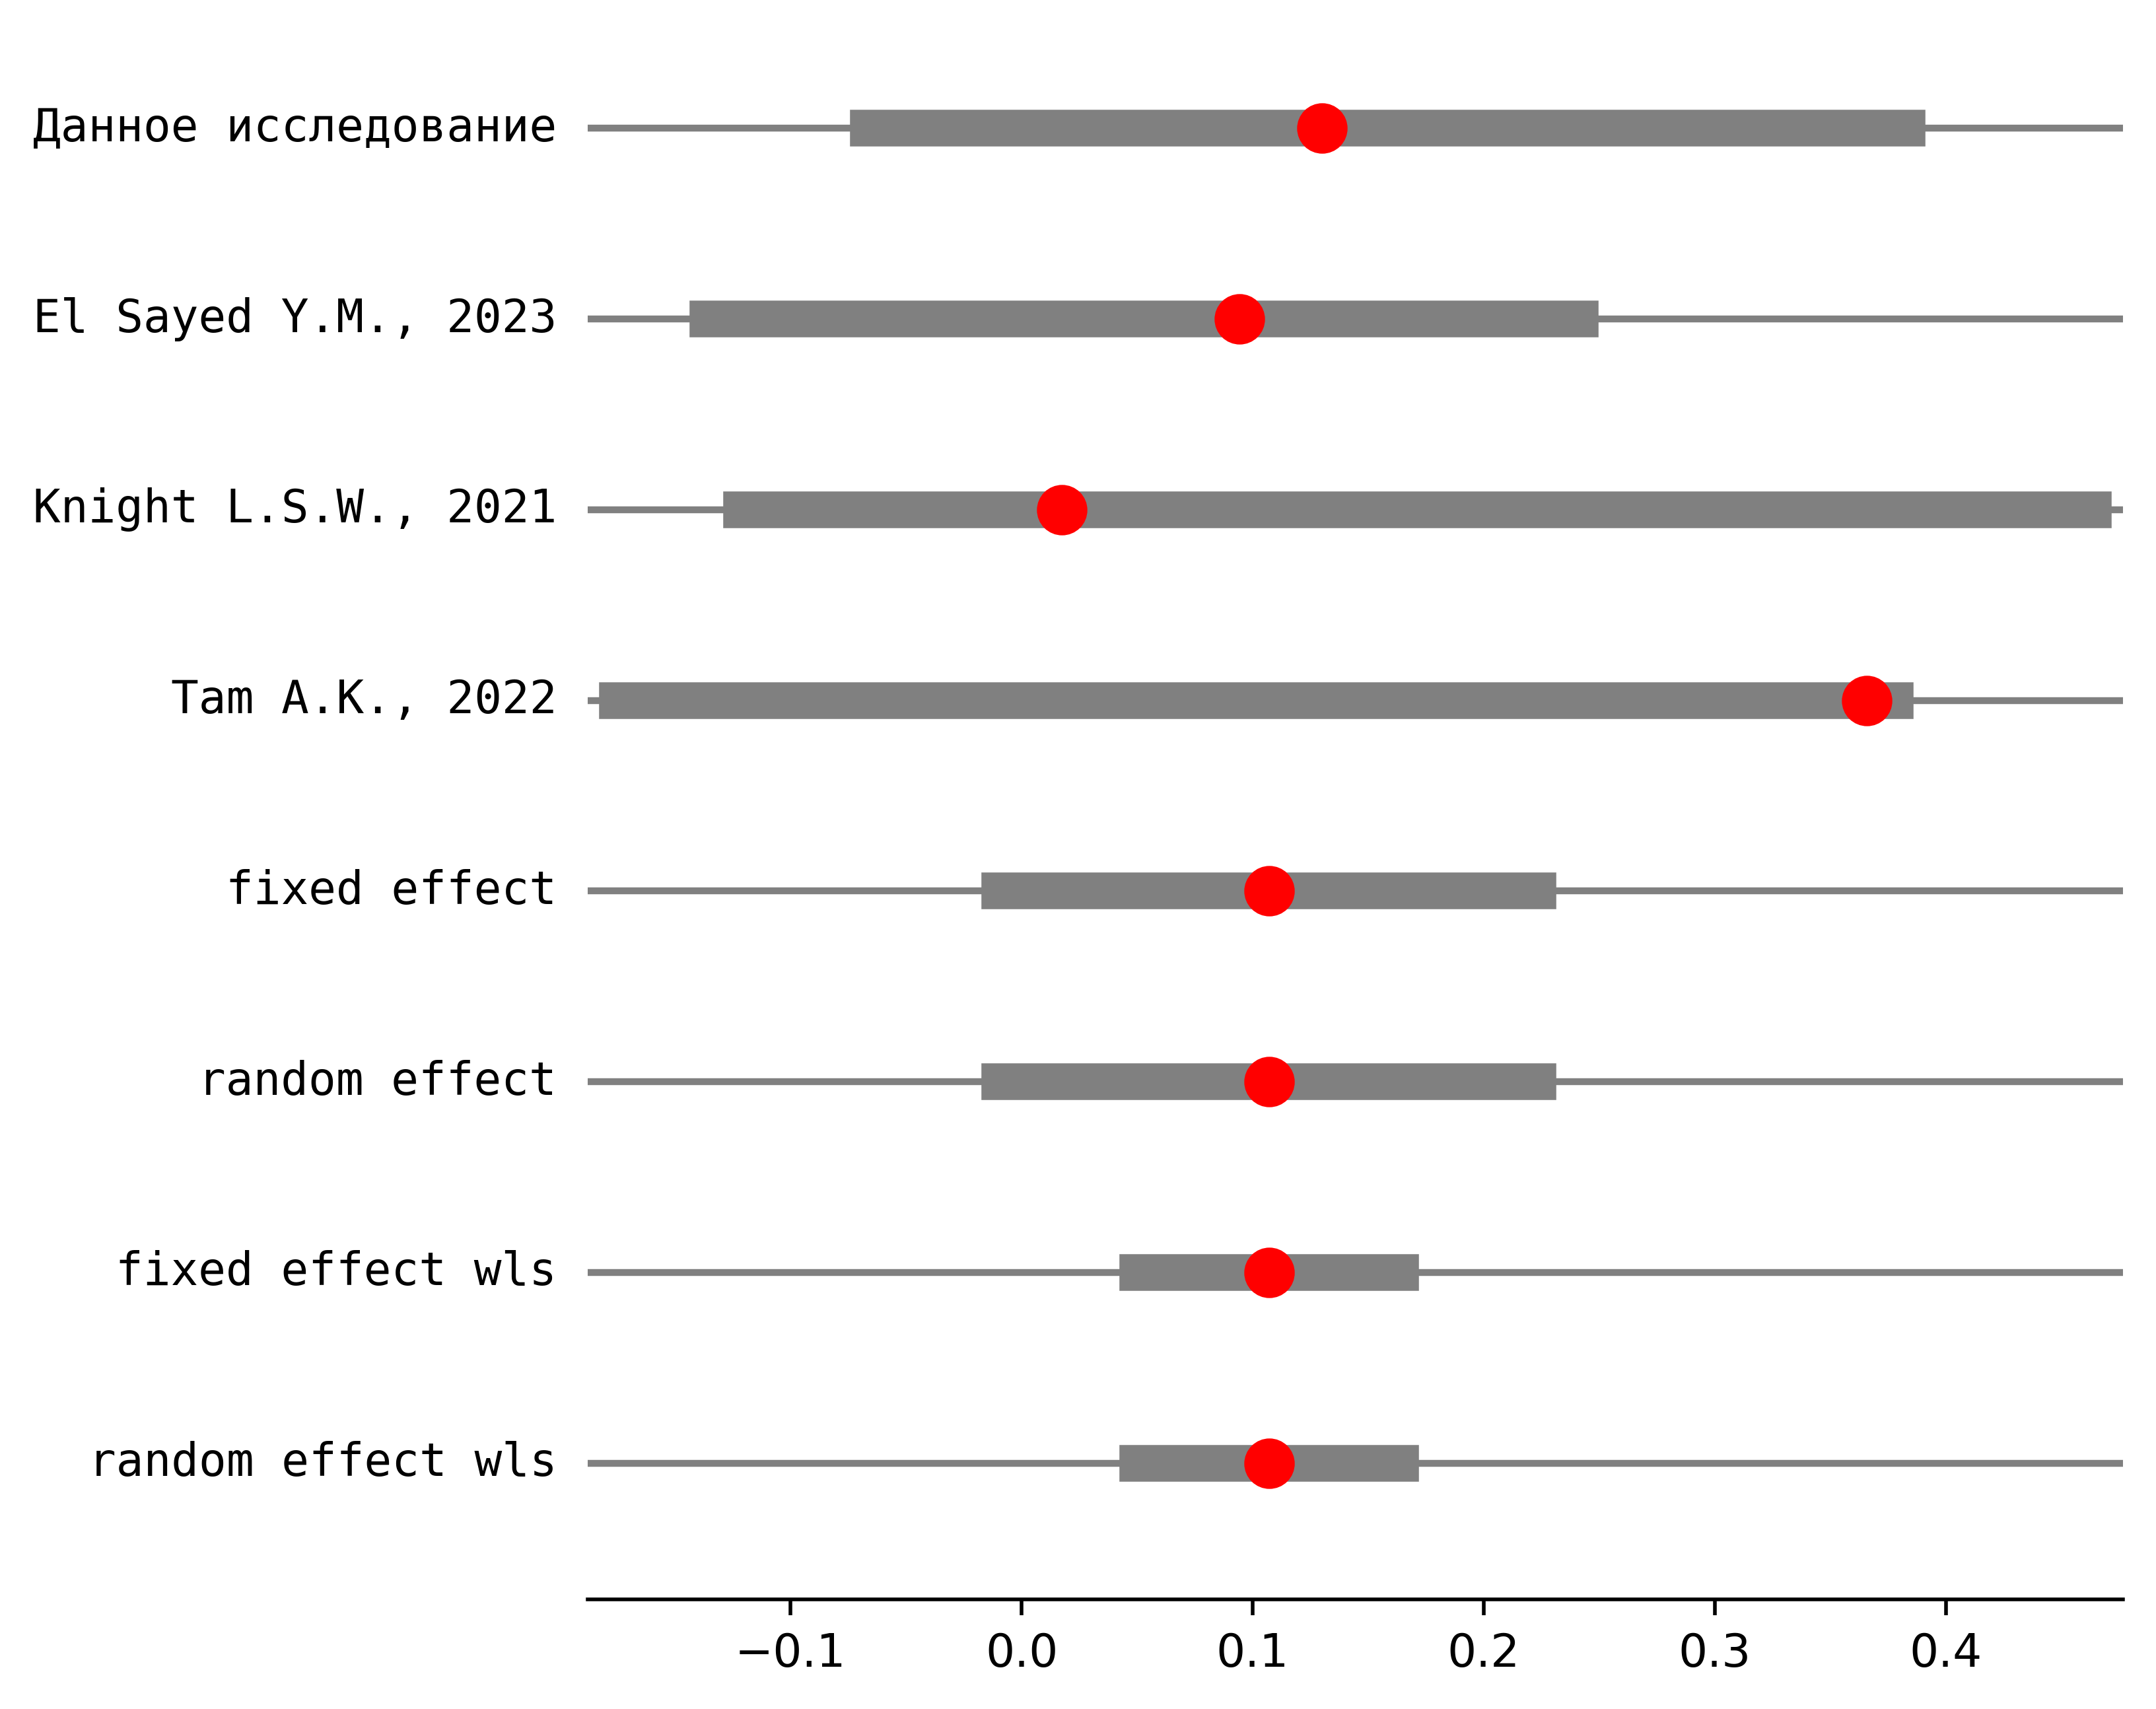 Данное исследование
El Sayed Y.M., 2023
Knight L.S.W., 2021
Tam A.K., 2022
fixed effect
random effect
fixed effect wls
random effect wls
−0.1 0.0 0.1 0.2 0.3 0.4